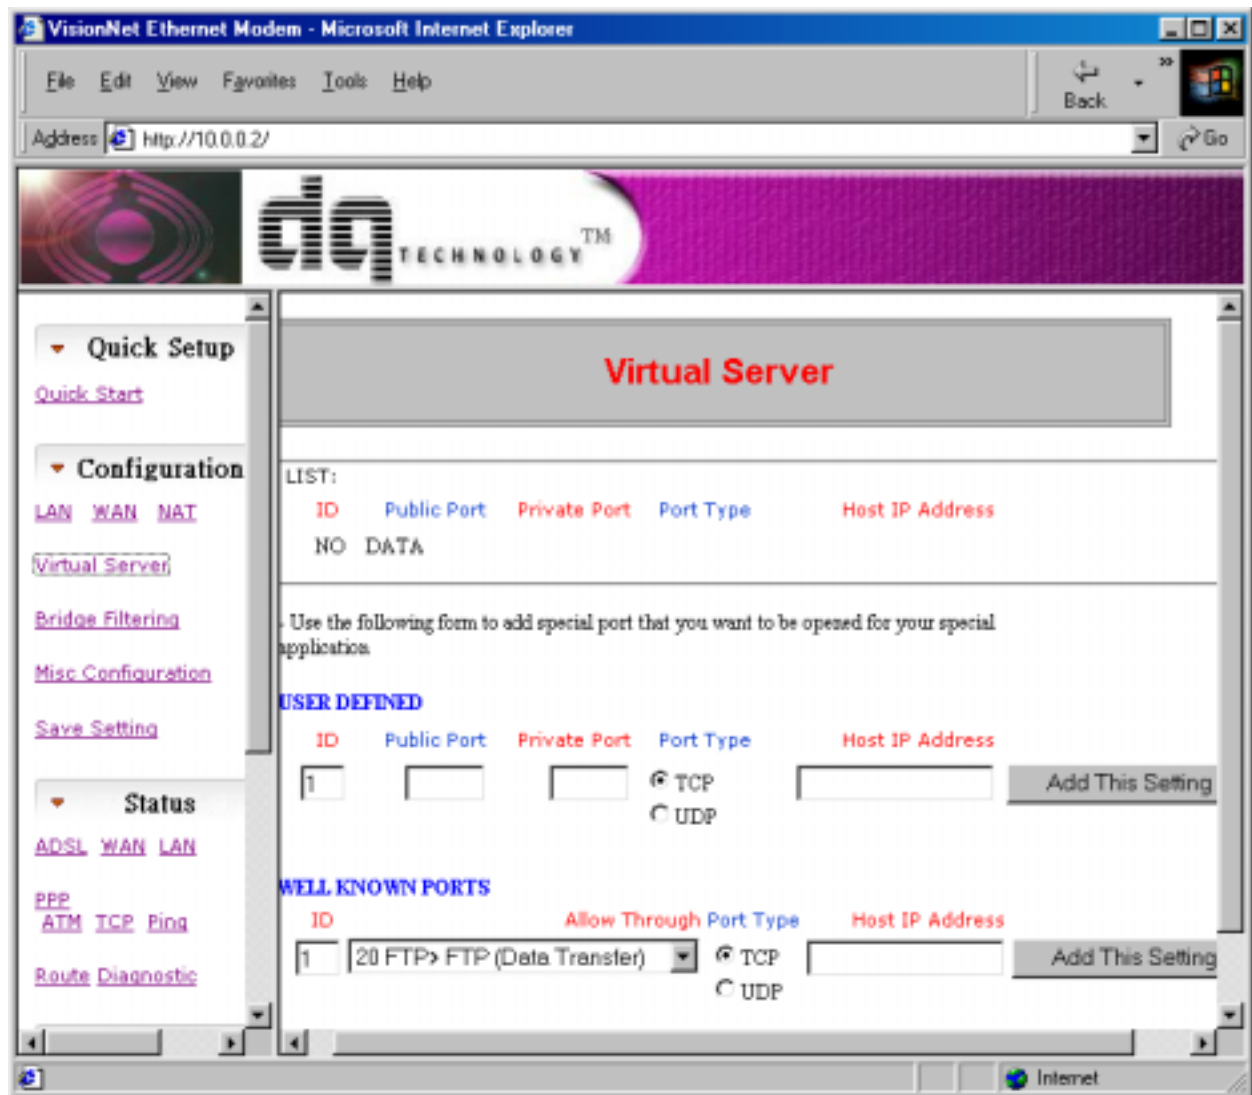 VisionNet Ethernet Modem - Microsoft Internet Explorer
File Edit View Favorites Tools Help
Back
»
Address http://10.0.0.2/ Go
dq TECHNOLOGY TM
Quick Setup
Quick Start
Configuration
LAN WAN NAT
Virtual Server
Bridge Filtering
Misc Configuration
Save Setting
Status
ADSL WAN LAN
PPP
ATM TCP Ping
Route Diagnostic
Virtual Server
LIST:
ID Public Port Private Port Port Type Host IP Address
NO DATA
. Use the following form to add special port that you want to be opened for your special
application
USER DEFINED
ID Public Port Private Port Port Type Host IP Address
1 TCP Add This Setting
UDP
WELL KNOWN PORTS
ID Allow Through Port Type Host IP Address
1 20 FTP> FTP (Data Transfer) TCP Add This Setting
UDP
Internet